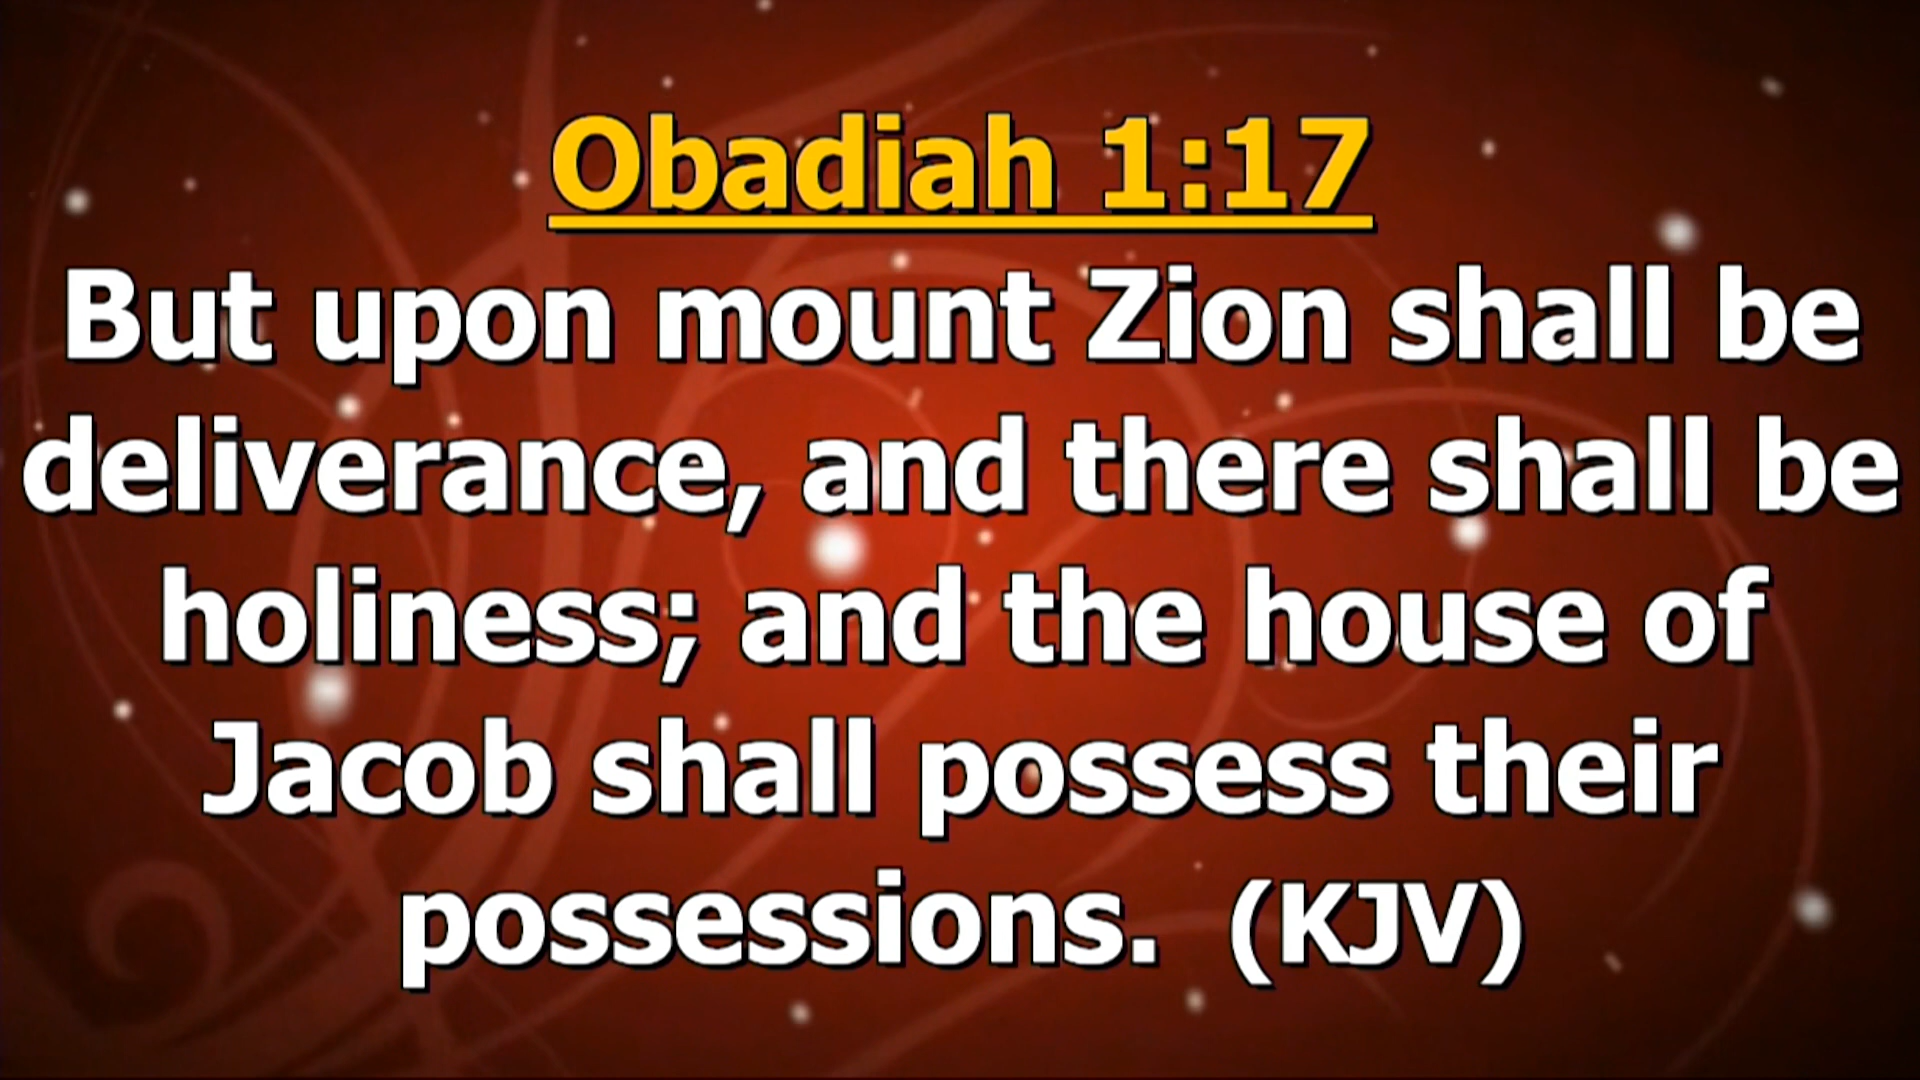 Obadiah 1:17
But upon mount Zion shall be
deliverance, and there shall be
holiness; and the house of
Jacob shall possess their
possessions.  (KJV)